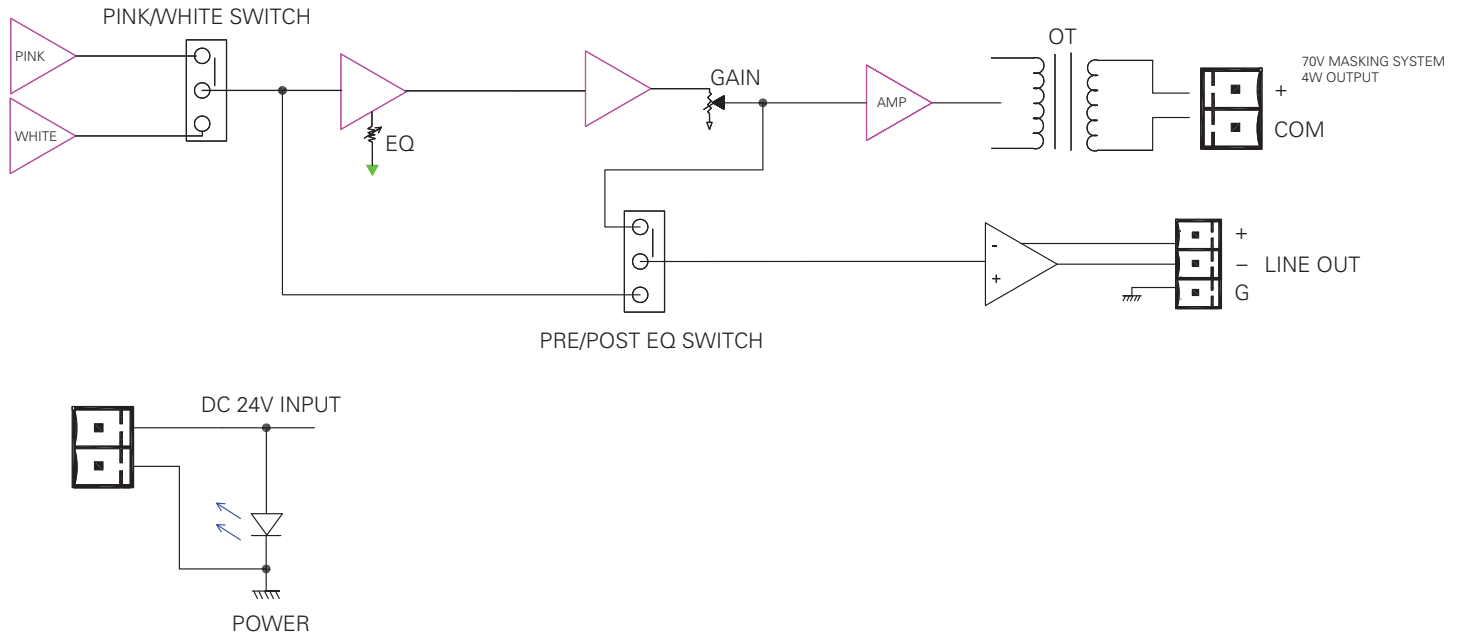 PINK/WHITE SWITCH
PINK
WHITE
EQ
GAIN
AMP
OT
70V MASKING SYSTEM
4W OUTPUT
+
COM
-
+
+
– LINE OUT
G
PRE/POST EQ SWITCH
DC 24V INPUT
POWER